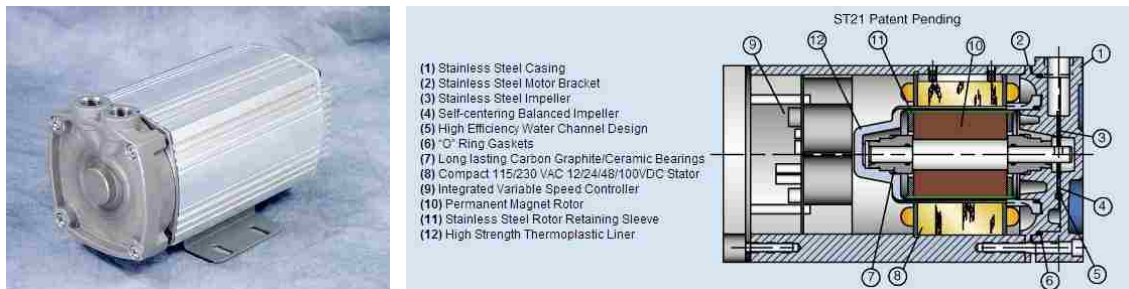 ST21 Patent Pending
(1) Stainless Steel Casing
(2) Stainless Steel Motor Bracket
(3) Stainless Steel Impeller
(4) Self-centering Balanced Impeller
(5) High Efficiency Water Channel Design
(6) "O" Ring Gaskets
(7) Long lasting Carbon Graphite/Ceramic Bearings
(8) Compact 115/230 VAC 12/24/48/100VDC Stator
(9) Integrated Variable Speed Controller
(10) Permanent Magnet Rotor
(11) Stainless Steel Rotor Retaining Sleeve
(12) High Strength Thermoplastic Liner
9 12 11 10 2 1
3
4
7 8 6 5